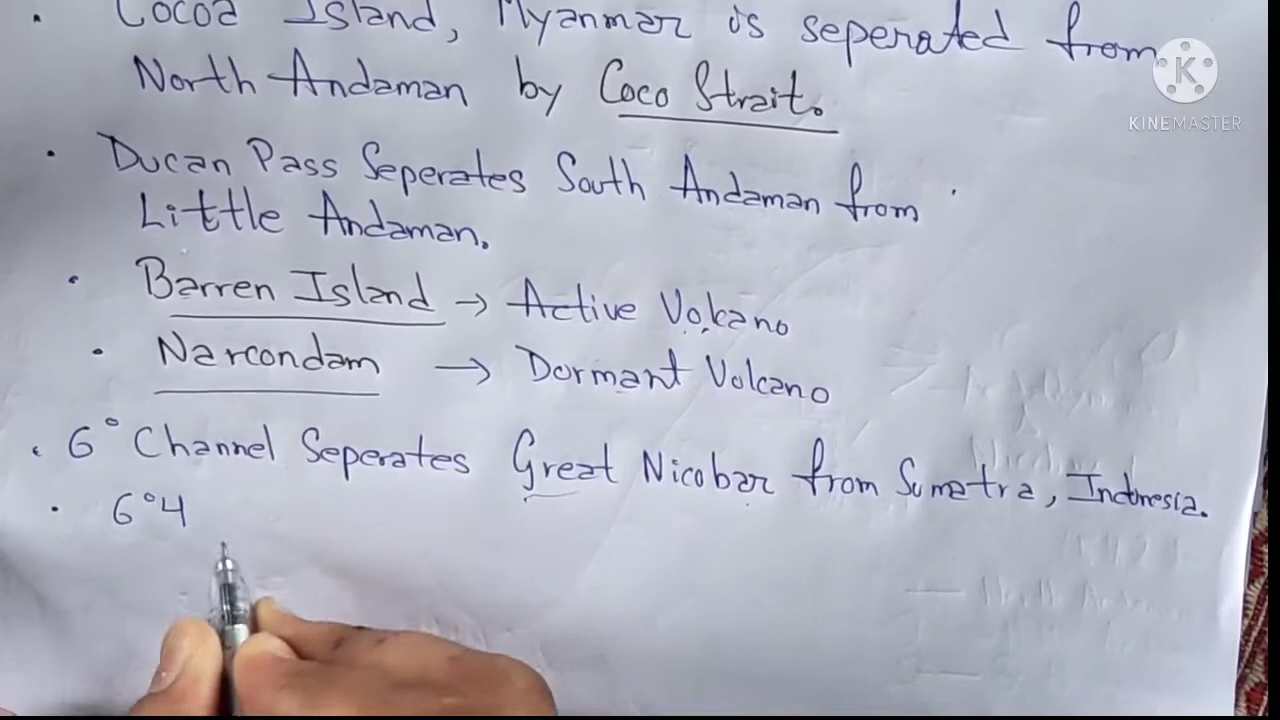 Cocoa Island, Myanmar is seperated from
North Andaman by Coco Strait.
KINEMASTER
• Ducan Pass Seperates South Andaman from
Little Andaman.
• Barren Island → Active Volcano
• Narcondam → Dormant Volcano
• 6° Channel Seperates Great Nicobar from Sumatra, Indonesia.
• 6°4